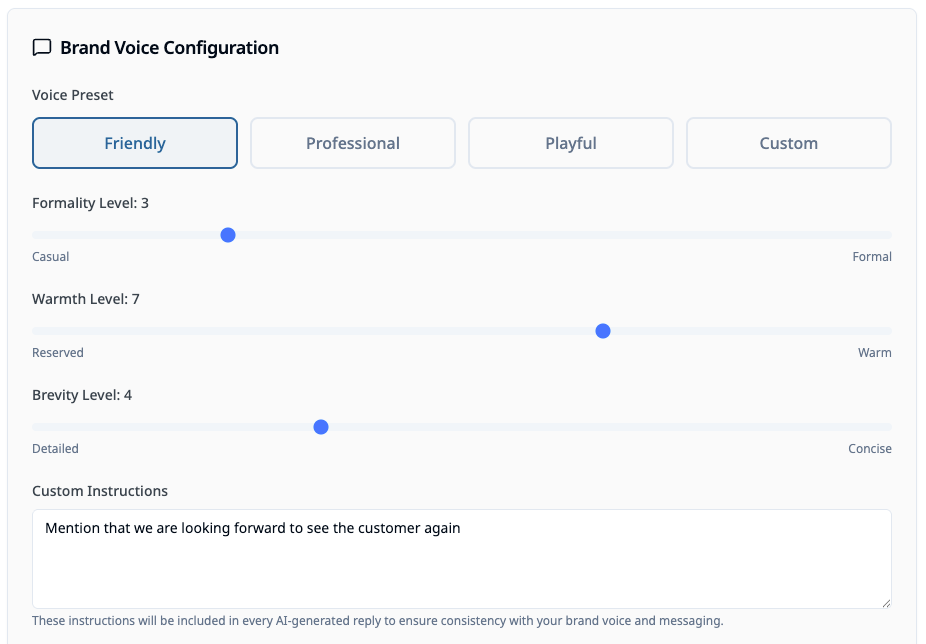 Brand Voice Configuration
Voice Preset
Friendly Professional Playful Custom
Formality Level: 3
Casual Formal
Warmth Level: 7
Reserved Warm
Brevity Level: 4
Detailed Concise
Custom Instructions
Mention that we are looking forward to see the customer again
These instructions will be included in every AI-generated reply to ensure consistency with your brand voice and messaging.